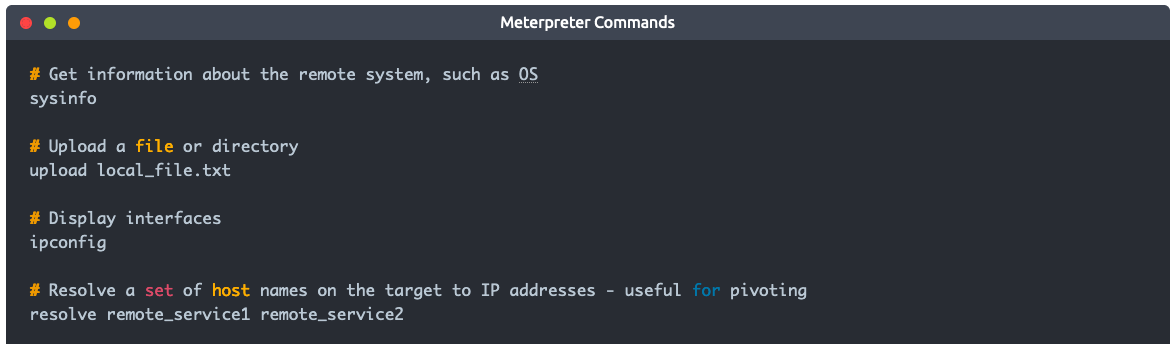 Meterpreter Commands
# Get information about the remote system, such as OS
sysinfo
# Upload a file or directory
upload local_file.txt
# Display interfaces
ipconfig
# Resolve a set of host names on the target to IP addresses - useful for pivoting
resolve remote_service1 remote_service2